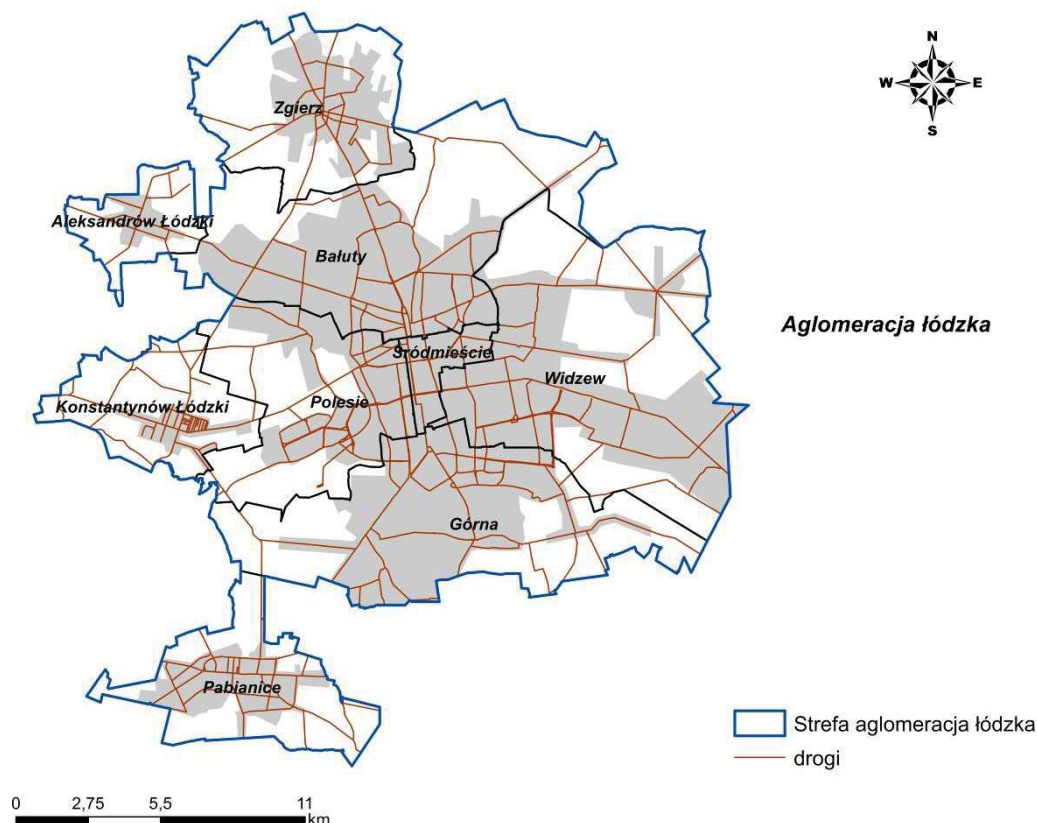 N
W E
S
Zgierz
Aleksandrów Łódzki
Bałuty
Aglomeracja łódzka
Śródmieście
Widzew
Konstantynów Łódzki
Polesie
Górna
Pabianice
Strefa aglomeracja łódzka
drogi
0 2,75 5,5 11
km